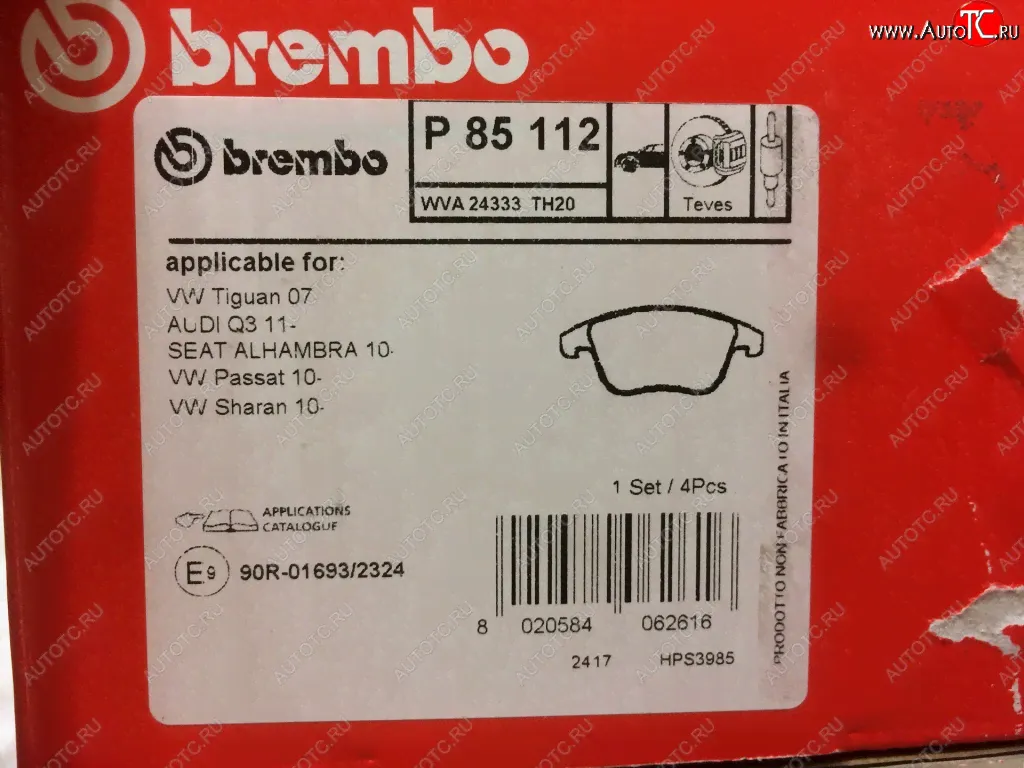 brembo
www.AutoTC.ru
brembo
P 85 112
WVA 24333 TH20
Teves
applicable for:
VW Tiguan 07
AUDI Q3 11-
SEAT ALHAMBRA 10-
VW Passat 10-
VW Sharan 10-
1 Set / 4Pcs
APPLICATIONS
CATALOGUE
E9 90R-01693/2324
8 020584 062616
2417 HPS3985
PRODOTTO NON FABBRICATO IN ITALIA
AUTOTC.RU